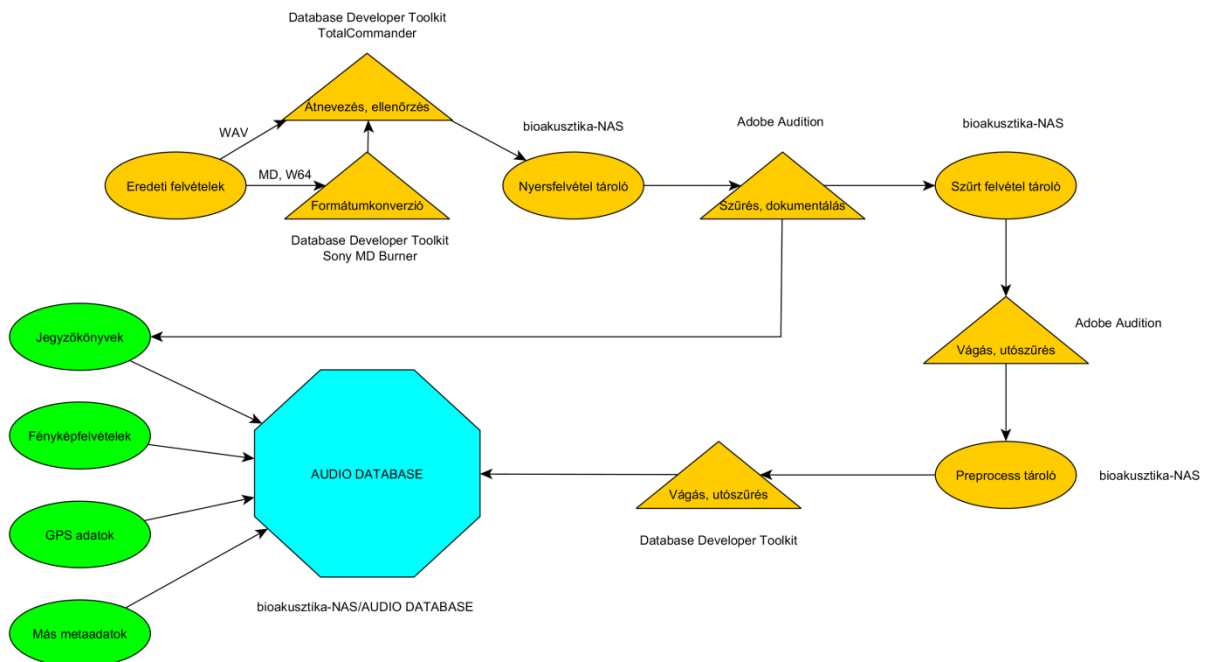 Database Developer Toolkit
TotalCommander
Átnevezés, ellenőrzés
WAV
bioakusztika-NAS
Adobe Audition
bioakusztika-NAS
Eredeti felvételek
MD, W64
Formátumkonverzió
Nyersfelvétel tároló
Szűrés, dokumentálás
Szűrt felvétel tároló
Database Developer Toolkit
Sony MD Burner
Jegyzőkönyvek
Adobe Audition
Vágás, utószűrés
Fényképfelvételek
AUDIO DATABASE
Vágás, utószűrés
Preprocess tároló
bioakusztika-NAS
GPS adatok
Database Developer Toolkit
bioakusztika-NAS/AUDIO DATABASE
Más metaadatok